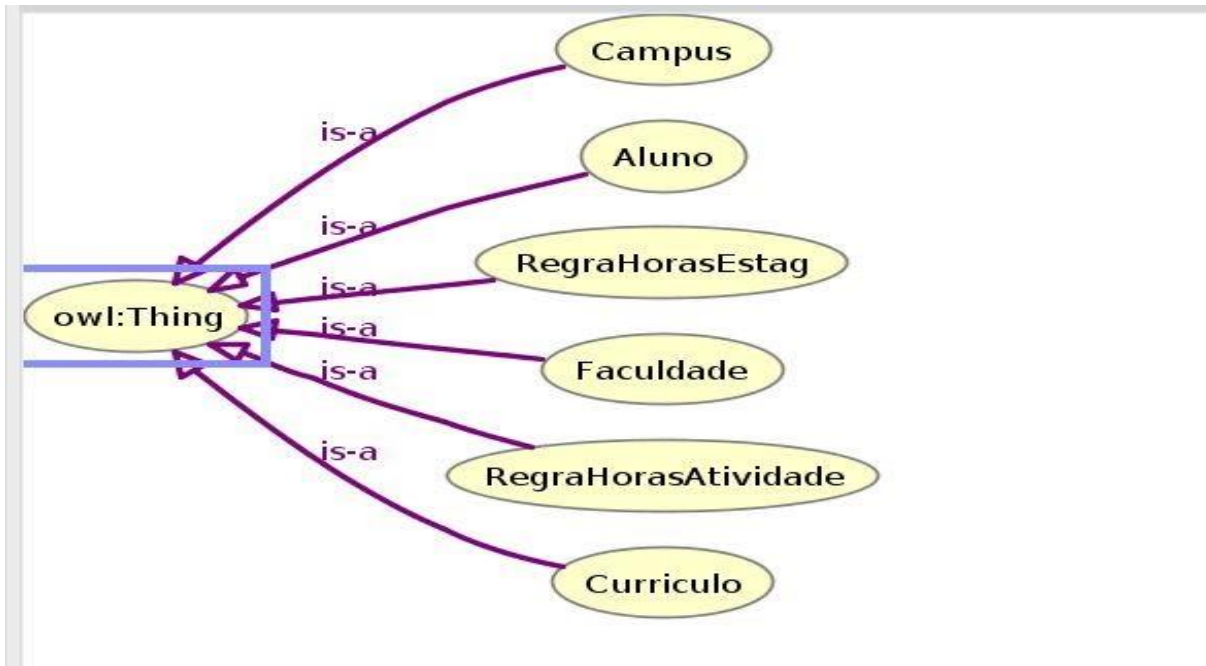 Campus
is-a
Aluno
is-a
RegraHorasEstag
is-a
owl:Thing
is-a
Faculdade
is-a
RegraHorasAtividade
is-a
Curriculo